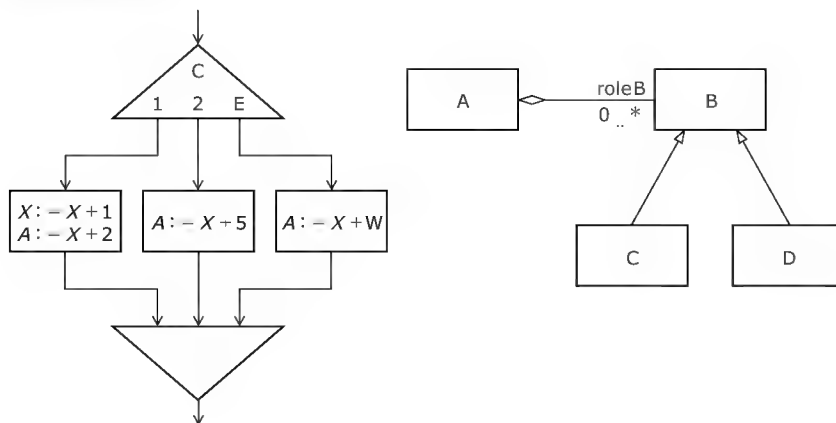 C
1 2 E
X:-X+1
A:-X+2
A:-X+5
A:-X+W
A
roleB
0..*
B
C
D